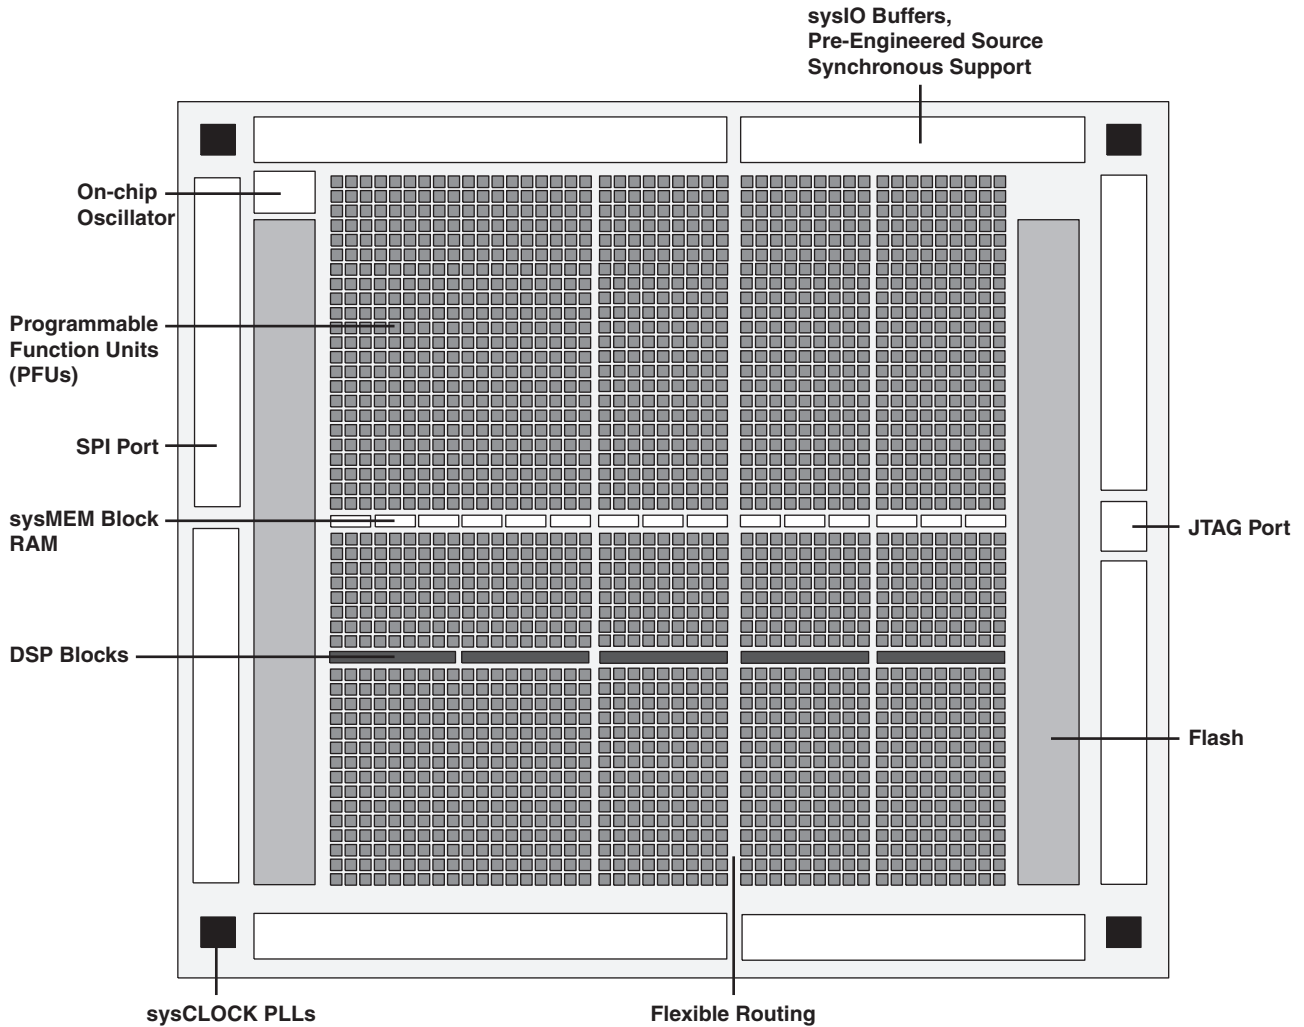 sysIO Buffers,
Pre-Engineered Source
Synchronous Support
On-chip
Oscillator
Programmable
Function Units
(PFUs)
SPI Port
sysMEM Block
RAM
JTAG Port
DSP Blocks
Flash
sysCLOCK PLLs
Flexible Routing